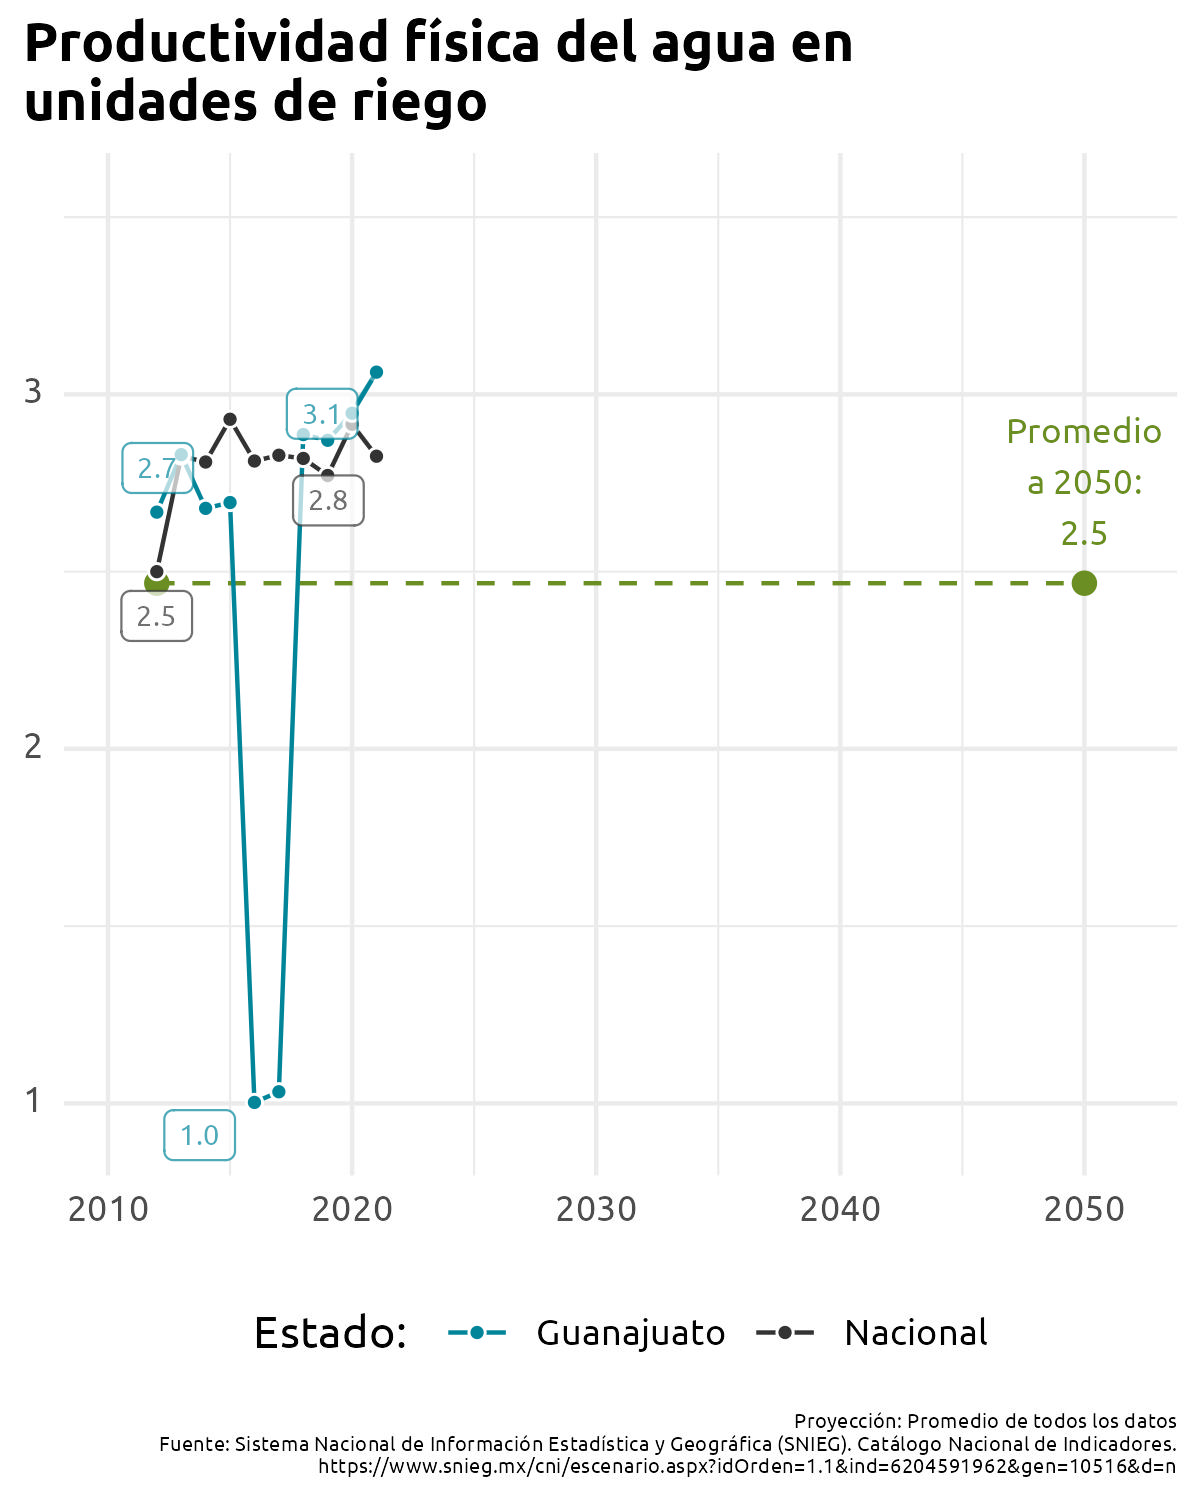 Productividad física del agua en
unidades de riego
3
2
1
2.7
3.1
2.8
2.5
1.0
Promedio
a 2050:
2.5
2010 2020 2030 2040 2050
Estado: Guanajuato Nacional
Proyección: Promedio de todos los datos
Fuente: Sistema Nacional de Información Estadística y Geográfica (SNIEG). Catálogo Nacional de Indicadores.
https://www.snieg.mx/cni/escenario.aspx?idOrden=1.1&ind=6204591962&gen=10516&d=n